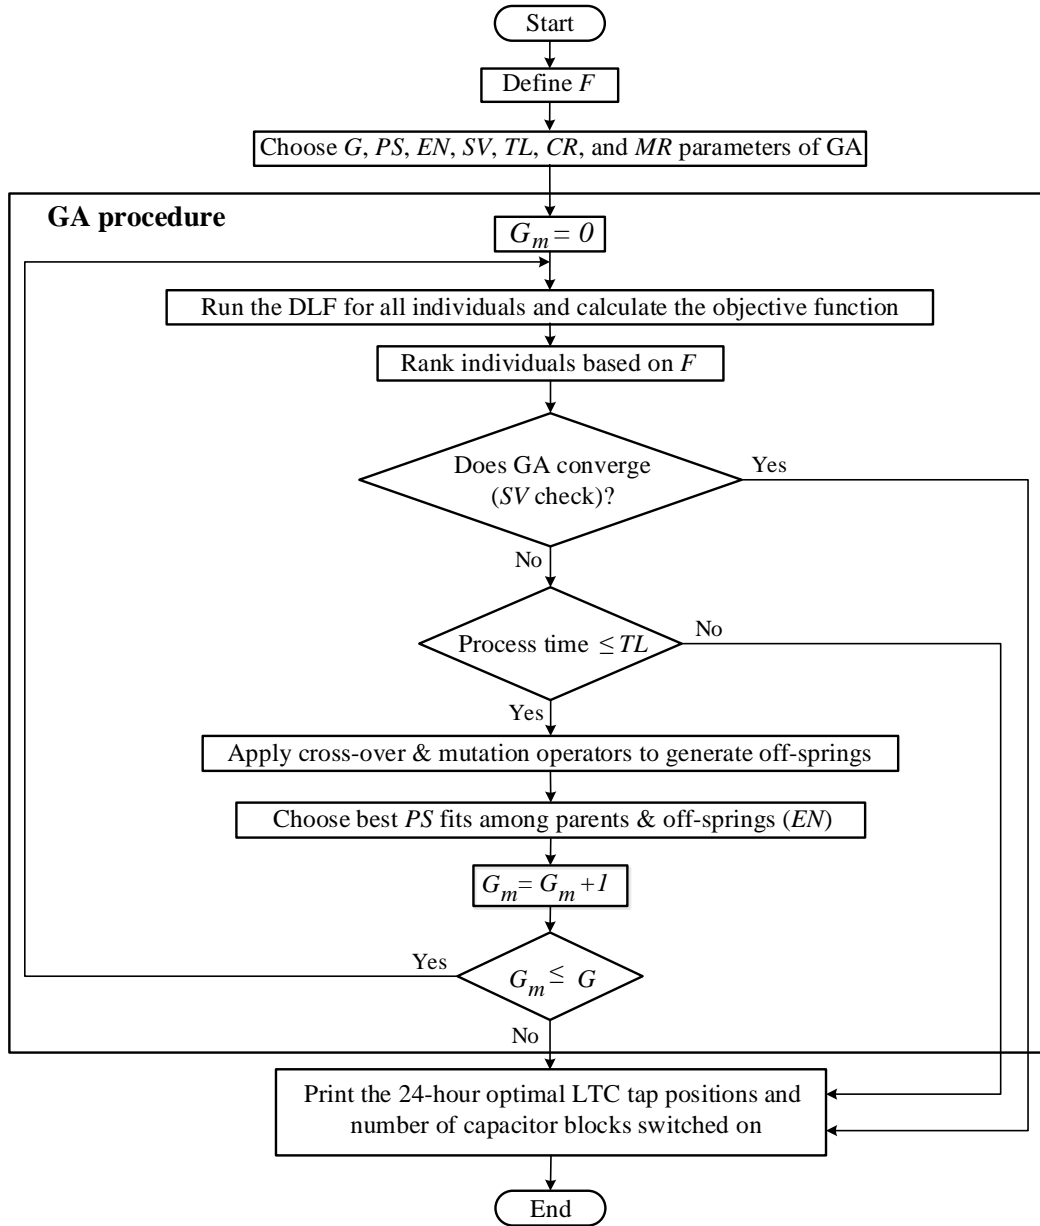 Start
Define F
Choose G, PS, EN, SV, TL, CR, and MR parameters of GA
GA procedure
G_m = 0
Run the DLF for all individuals and calculate the objective function
Rank individuals based on F
Does GA converge
(SV check)?
Yes
No
Process time ≤ TL
No
Yes
Apply cross-over & mutation operators to generate off-springs
Choose best PS fits among parents & off-springs (EN)
G_m = G_m +1
Yes
G_m ≤ G
No
Print the 24-hour optimal LTC tap positions and
number of capacitor blocks switched on
End